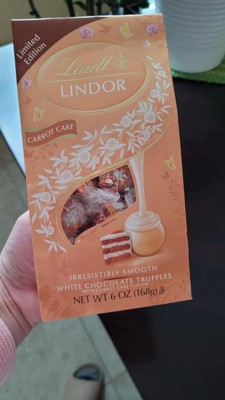 Limited
Edition
Lindt
LINDOR
CARROT CAKE
IRRESISTIBLY SMOOTH
WHITE CHOCOLATE TRUFFLES
NET WT 6 OZ (168g)